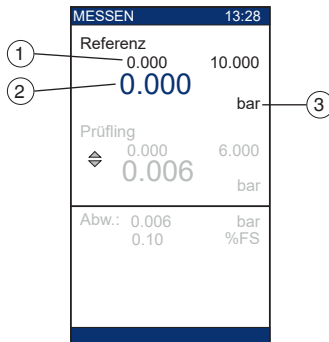 MESSEN 13:28
Referenz
1 0.000 10.000
2 0.000
bar 3
Prüfling
0.000 6.000
0.006
bar
Abw.: 0.006 bar
0.10 %FS